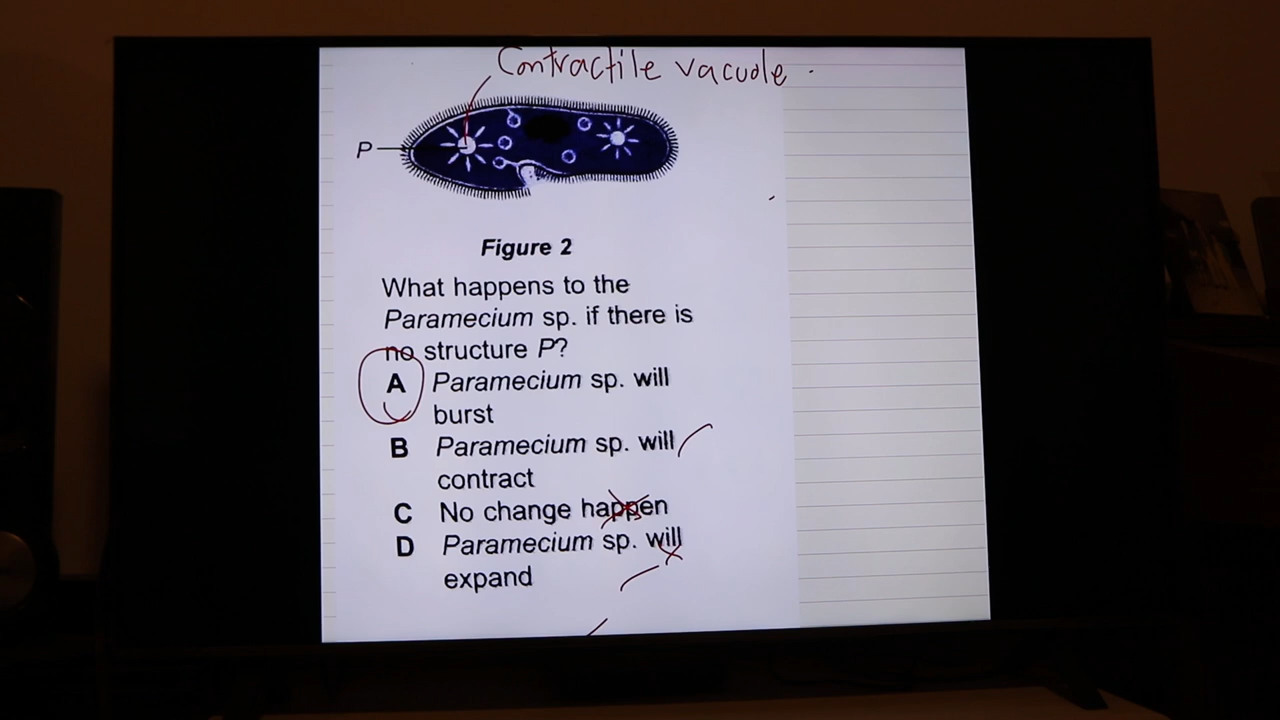 Contractile vacuole .
P
Figure 2
What happens to the
Paramecium sp. if there is
no structure P?
A Paramecium sp. will
burst
B Paramecium sp. will
contract
C No change happen
D Paramecium sp. will
expand